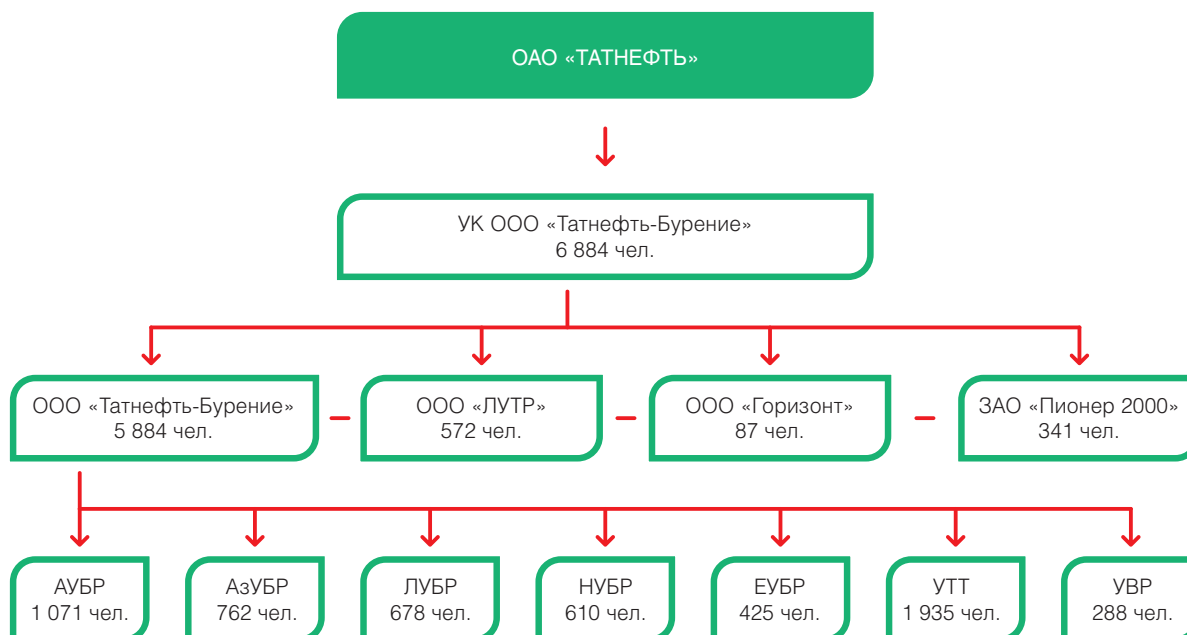 ОАО «ТАТНЕФТЬ»
УК ООО «Татнефть-Бурение»
6 884 чел.
ООО «Татнефть-Бурение»
5 884 чел.
ООО «ЛУТР»
572 чел.
ООО «Горизонт»
87 чел.
ЗАО «Пионер 2000»
341 чел.
АУБР
1 071 чел.
АзУБР
762 чел.
ЛУБР
678 чел.
НУБР
610 чел.
ЕУБР
425 чел.
УТТ
1 935 чел.
УВР
288 чел.